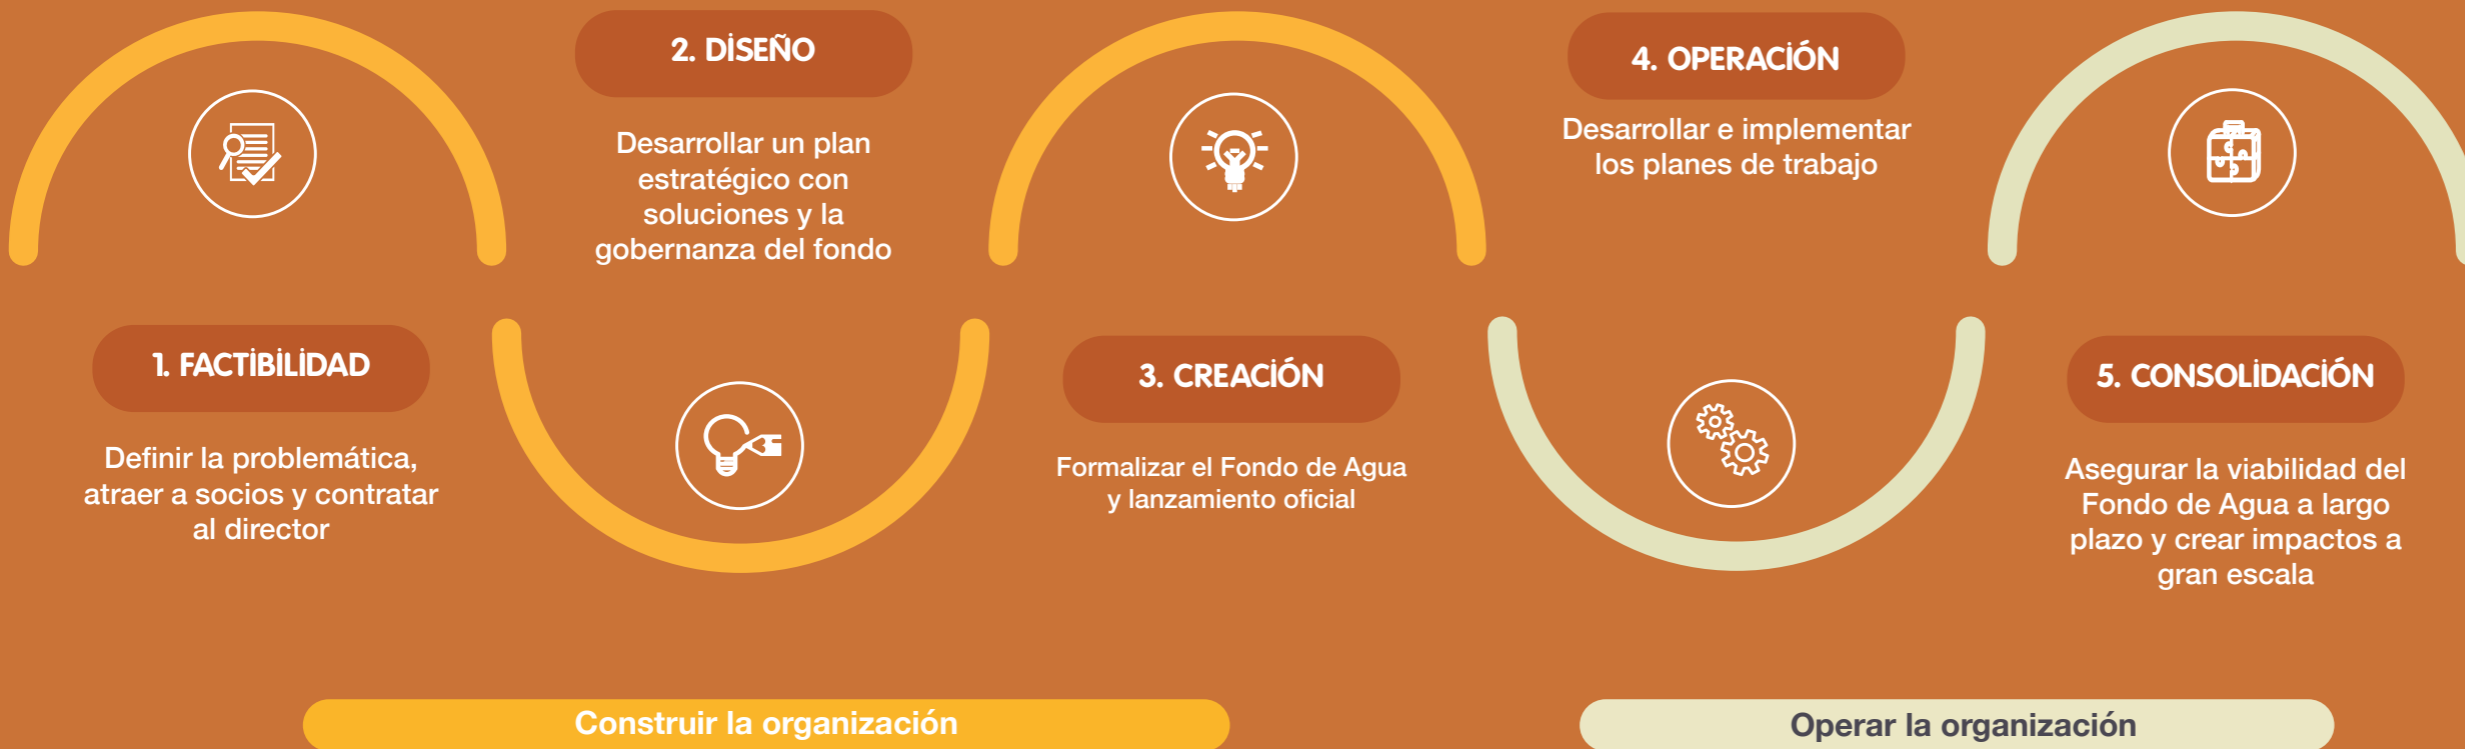 1. FACTIBILIDAD
Definir la problemática,
atraer a socios y contratar
al director
2. DISEÑO
Desarrollar un plan
estratégico con
soluciones y la
gobernanza del fondo
3. CREACIÓN
Formalizar el Fondo de Agua
y lanzamiento oficial
4. OPERACIÓN
Desarrollar e implementar
los planes de trabajo
5. CONSOLIDACIÓN
Asegurar la viabilidad del
Fondo de Agua a largo
plazo y crear impactos a
gran escala
Construir la organización
Operar la organización